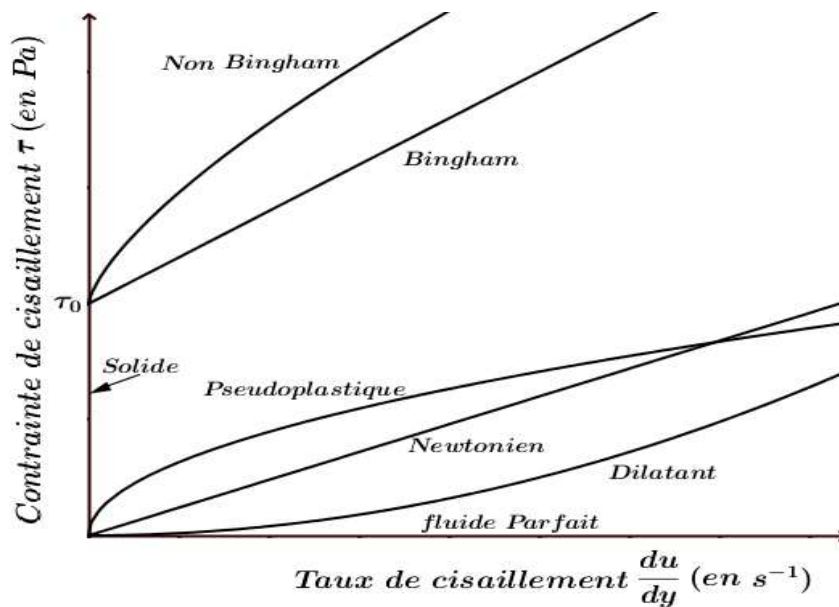 Contrainte de cisaillement τ (en Pa)
Non Bingham
Bingham
τ0
Solide
Pseudoplastique
Newtonien
Dilatant
fluide Parfait
Taux de cisaillement du/dy (en s⁻¹)